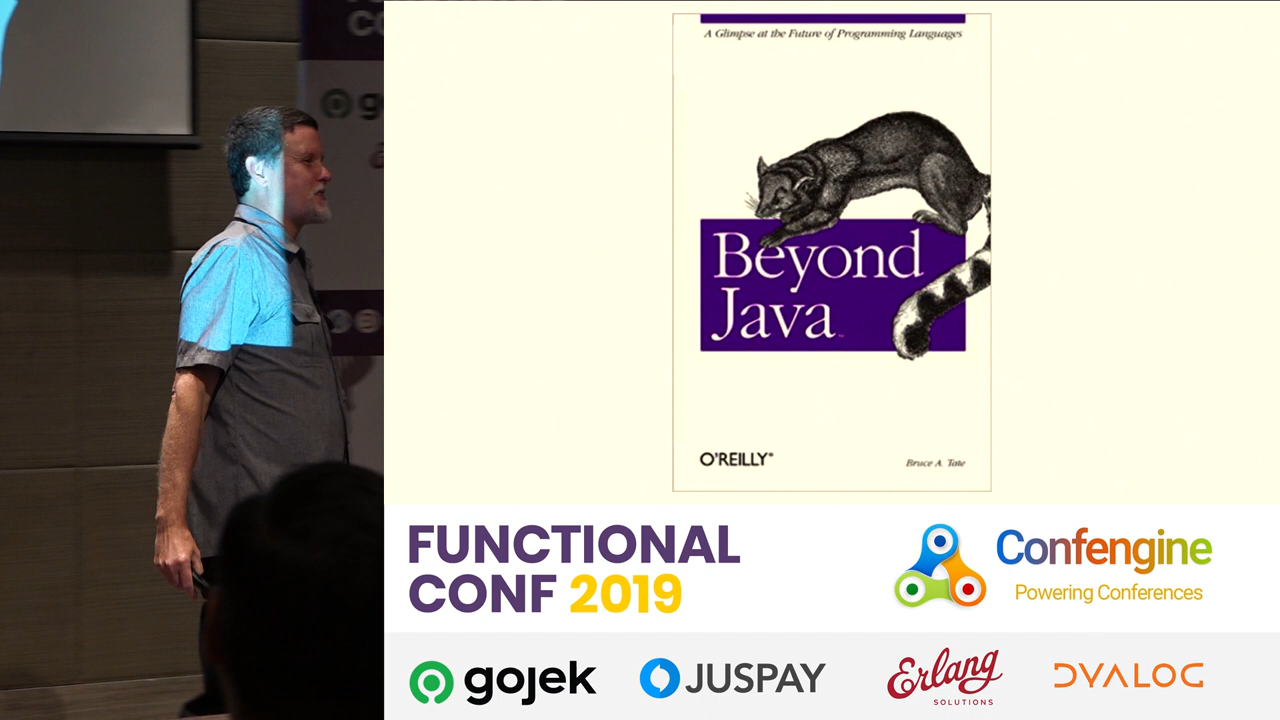 A Glimpse at the Future of Programming Languages
Beyond
Java™
O'REILLY®
Bruce A. Tate
FUNCTIONAL
CONF 2019
Confengine
Powering Conferences
gojek
JUSPAY
Erlang
SOLUTIONS
DYALOG